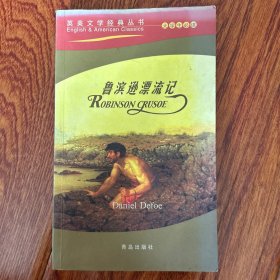 英美文学经典丛书
English & American Classics
鲁滨逊漂流记
ROBINSON CRUSOE
Daniel Defoe
青岛出版社